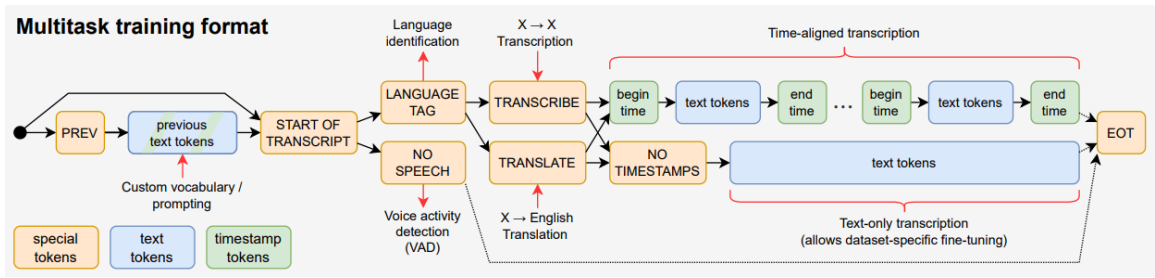 Multitask training format
Language
identification
X → X
Transcription
Time-aligned transcription
PREV
previous
text tokens
START OF
TRANSCRIPT
LANGUAGE
TAG
TRANSCRIBE
begin
time
text tokens
end
time
...
begin
time
text tokens
end
time
EOT
NO
SPEECH
TRANSLATE
NO
TIMESTAMPS
text tokens
Custom vocabulary /
prompting
Voice activity
detection
(VAD)
X → English
Translation
Text-only transcription
(allows dataset-specific fine-tuning)
special
tokens
text
tokens
timestamp
tokens